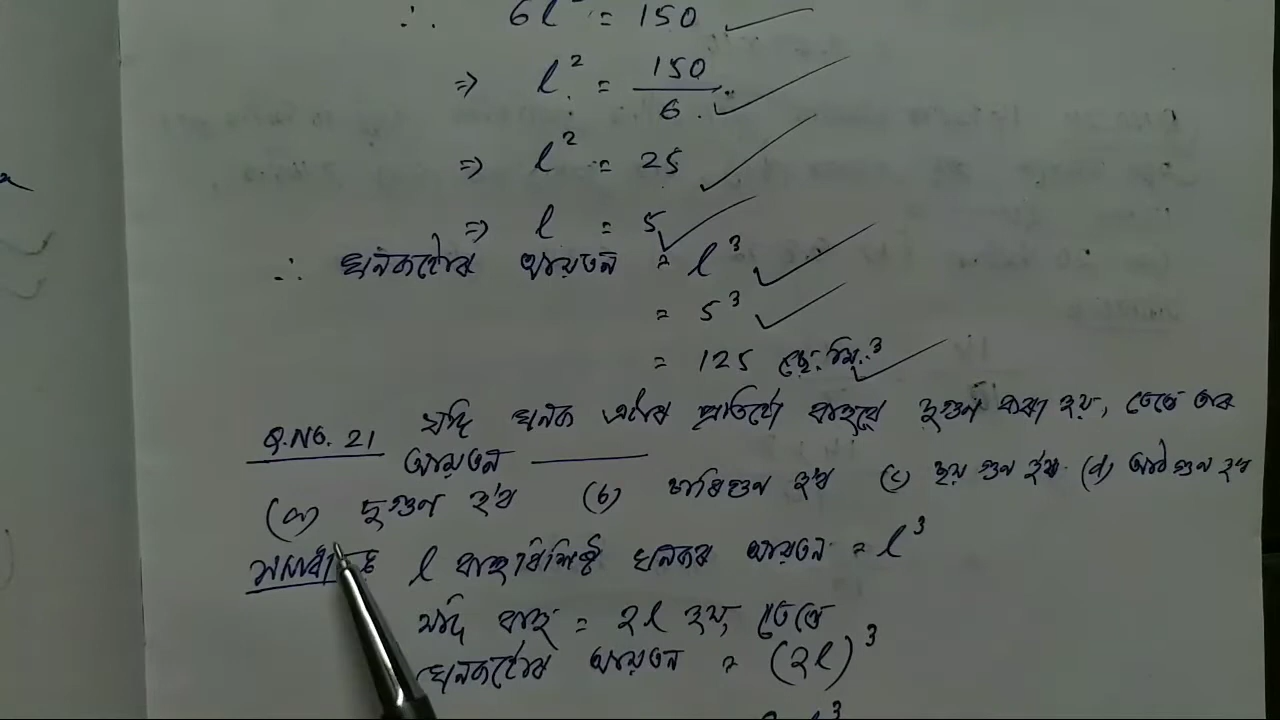 ∴ 6l² = 150
⇒ l² = 150/6
⇒ l² = 25
⇒ l = 5
∴ ঘনকটোৰ আয়তন = l³
= 5³
= 125 ছে:মি:³
Q.NO. 21 যদি ঘনক এটাৰ প্ৰতিটো বাহুৱে দুগুণ কৰা হয়, তেন্তে তাৰ
আয়তন ———
(a) দুগুণ হ'ব (b) চাৰিগুণ হ'ব (c) ছয় গুণ হ'ব (d) আঠ গুণ হ'ব
সমাধানঃ l বাহুবিশিষ্ট ঘনকৰ আয়তন = l³
যদি বাহু = 2l হয়, তেন্তে
ঘনকটোৰ আয়তন = (2l)³
l³